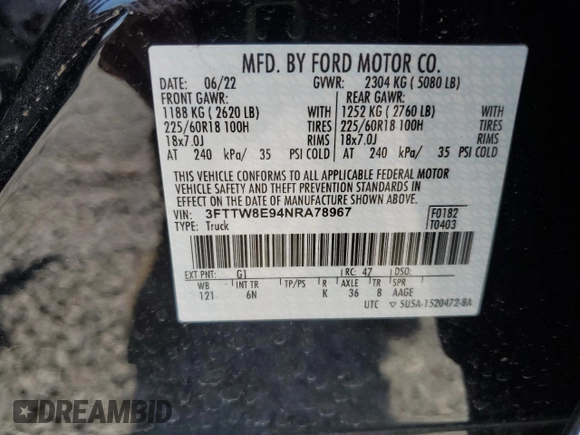 MFD. BY FORD MOTOR CO.
DATE: 06/22 GVWR: 2304 KG ( 5080 LB)
FRONT GAWR: REAR GAWR:
1188 KG ( 2620 LB) WITH 1252 KG ( 2760 LB) WITH
225/60R18 100H TIRES 225/60R18 100H TIRES
18x7.0J RIMS 18x7.0J RIMS
AT 240 kPa/ 35 PSI COLD AT 240 kPa/ 35 PSI COLD
THIS VEHICLE CONFORMS TO ALL APPLICABLE FEDERAL MOTOR
VEHICLE SAFETY AND THEFT PREVENTION STANDARDS IN
EFFECT ON THE DATE OF MANUFACTURE SHOWN ABOVE.
VIN: 3FTTW8E94NRA78967 F0182
TYPE: Truck T0403
EXT PNT: G1 RC: 47 DSO:
WB INT TR TP/PS R AXLE TR SPR
121 6N K 36 8 AAGE
UTC ▽ 5U5A-1520472-BA
DREAMBID